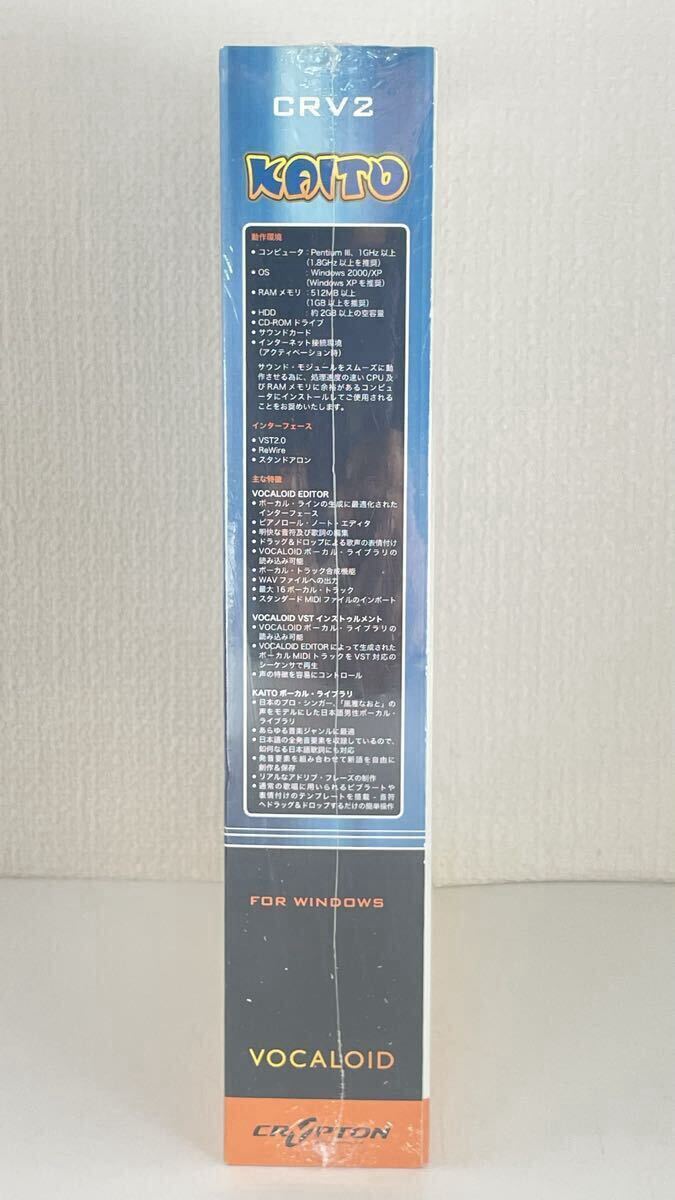 CRV2
KAITO
動作環境
● コンピュータ：Pentium III、1GHz 以上
（1.8GHz 以上を推奨）
● OS ：Windows 2000/XP
（Windows XP を推奨）
● RAM メモリ ：512MB 以上
（1GB 以上を推奨）
● HDD ：約 2GB 以上の空容量
● CD-ROM ドライブ
● サウンドカード
● インターネット接続環境
（アクティベーション時）
サウンド・モジュールをスムーズに動
作させる為に、処理速度の速い CPU 及
び RAM メモリに余裕があるコンピュ
ータにインストールしてご使用される
ことをお奨めいたします。
インターフェース
● VST2.0
● ReWire
● スタンドアロン
主な特徴
VOCALOID EDITOR
● ボーカル・ラインの生成に最適化された
インターフェース
● ピアノロール・ノート・エディタ
● 明快な音符及び歌詞の編集
● ドラッグ＆ドロップによる歌声の表情付け
● VOCALOID ボーカル・ライブラリの
読み込み可能
● ボーカル・トラック合成機能
● WAV ファイルへの出力
● 最大 16 ボーカル・トラック
● スタンダード MIDI ファイルのインポート
VOCALOID VST インストゥルメント
● VOCALOID ボーカル・ライブラリの
読み込み可能
● VOCALOID EDITOR によって生成された
ボーカル MIDI トラックを VST 対応の
シーケンサで再生
● 声の特徴を容易にコントロール
KAITO ボーカル・ライブラリ
● 日本のプロ・シンガー、「風雅なおと」の
声をモデルにした日本語男性ボーカル・
ライブラリ
● あらゆる音楽ジャンルに最適
● 日本語の全発音要素を収録しているので、
如何なる日本語歌詞にも対応
● 発音要素を組み合わせて新語を自由に
創作＆保存
● リアルなアドリブ・フレーズの制作
● 通常の歌唱に用いられるビブラートや
表情付けのテンプレートを搭載 - 音符
へドラッグ＆ドロップするだけの簡単操作
FOR WINDOWS
VOCALOID
CRYPTON